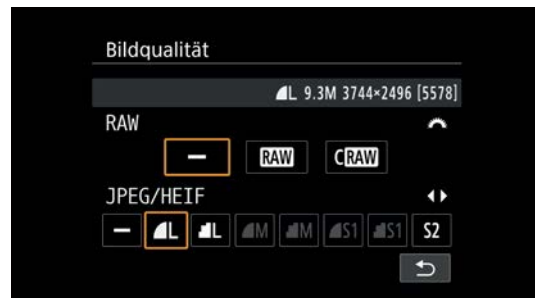 Bildqualität
L 9.3M 3744×2496 [5578]
RAW
— RAW CRAW
JPEG/HEIF
— L L M M S1 S1 S2